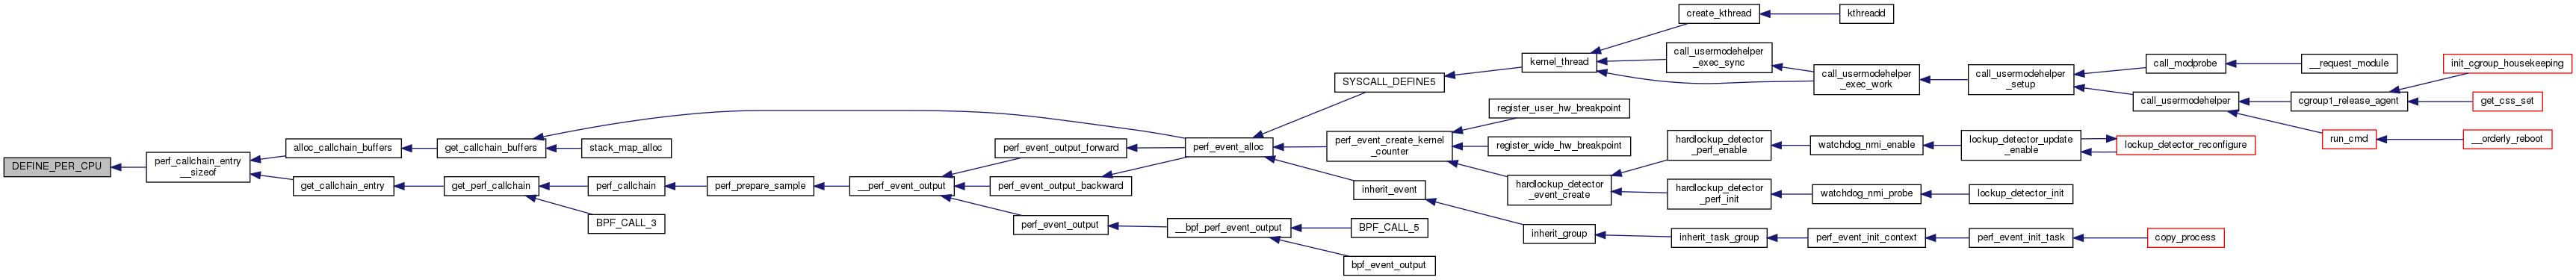 DEFINE_PER_CPU
perf_callchain_entry
__sizeof
alloc_callchain_buffers
get_callchain_entry
get_callchain_buffers
get_perf_callchain
stack_map_alloc
perf_callchain
BPF_CALL_3
perf_prepare_sample
__perf_event_output
perf_event_output_forward
perf_event_output_backward
perf_event_output
perf_event_alloc
__bpf_perf_event_output
SYSCALL_DEFINE5
perf_event_create_kernel
_counter
inherit_event
BPF_CALL_5
bpf_event_output
kernel_thread
register_user_hw_breakpoint
register_wide_hw_breakpoint
hardlockup_detector
_event_create
inherit_group
create_kthread
call_usermodehelper
_exec_sync
hardlockup_detector
_perf_enable
hardlockup_detector
_perf_init
inherit_task_group
kthreadd
call_usermodehelper
_exec_work
watchdog_nmi_enable
watchdog_nmi_probe
perf_event_init_context
call_usermodehelper
_setup
lockup_detector_update
_enable
lockup_detector_init
perf_event_init_task
call_modprobe
call_usermodehelper
lockup_detector_reconfigure
copy_process
__request_module
cgroup1_release_agent
run_cmd
init_cgroup_housekeeping
get_css_set
__orderly_reboot